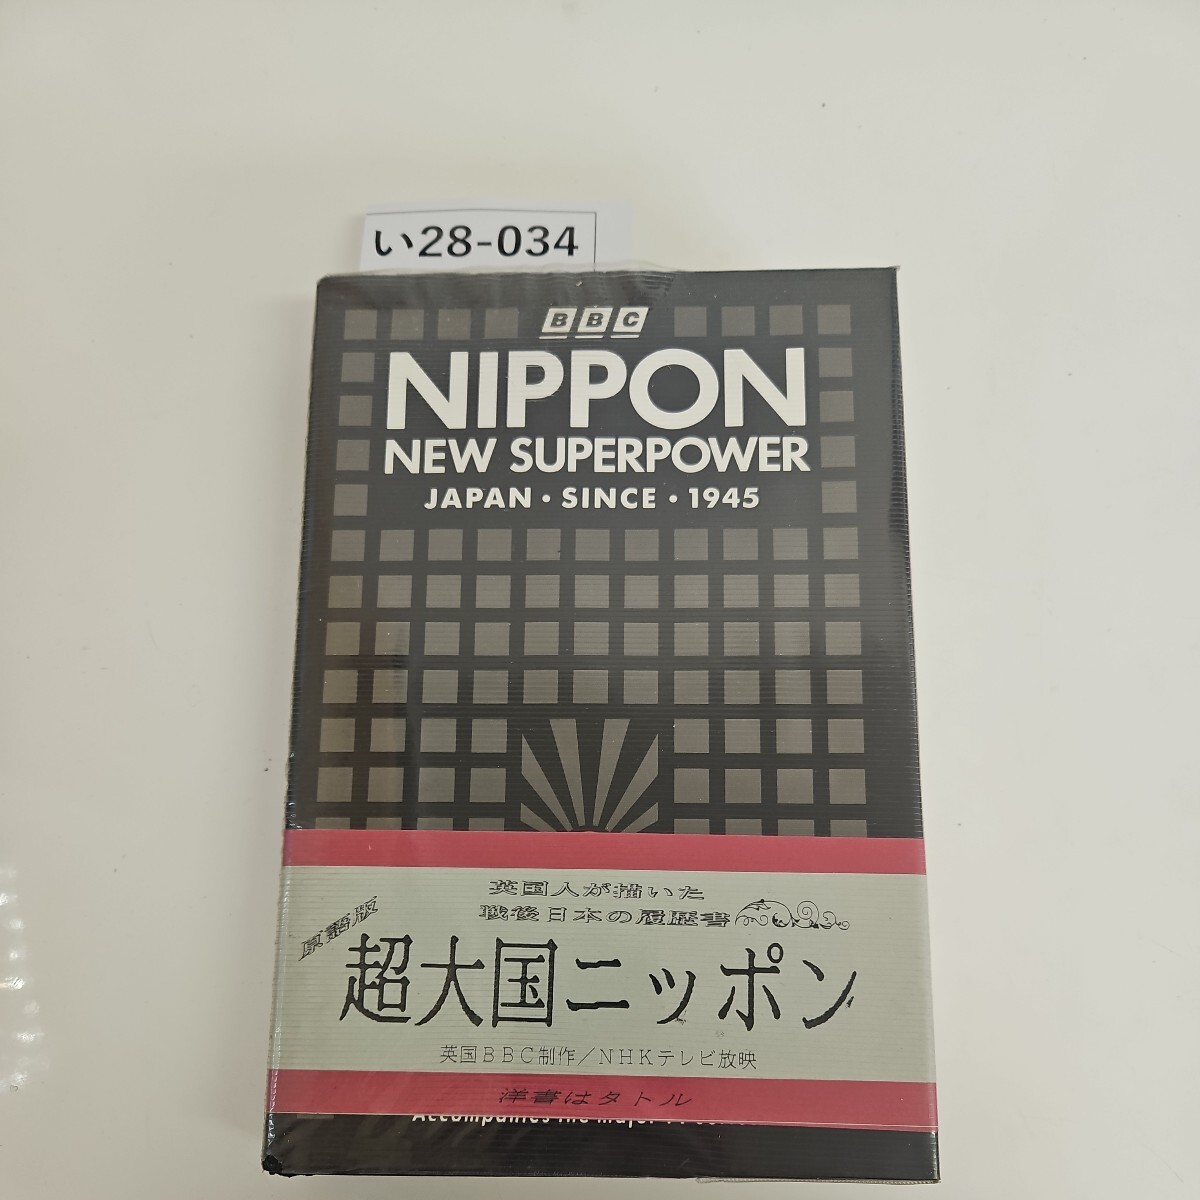 い28-034
BBC
NIPPON
NEW SUPERPOWER
JAPAN・SINCE・1945
英国人が描いた
戦後日本の履歴書
原語版
超大国ニッポン
英国BBC制作／NHKテレビ放映
洋書はタトル
Accompanies the major